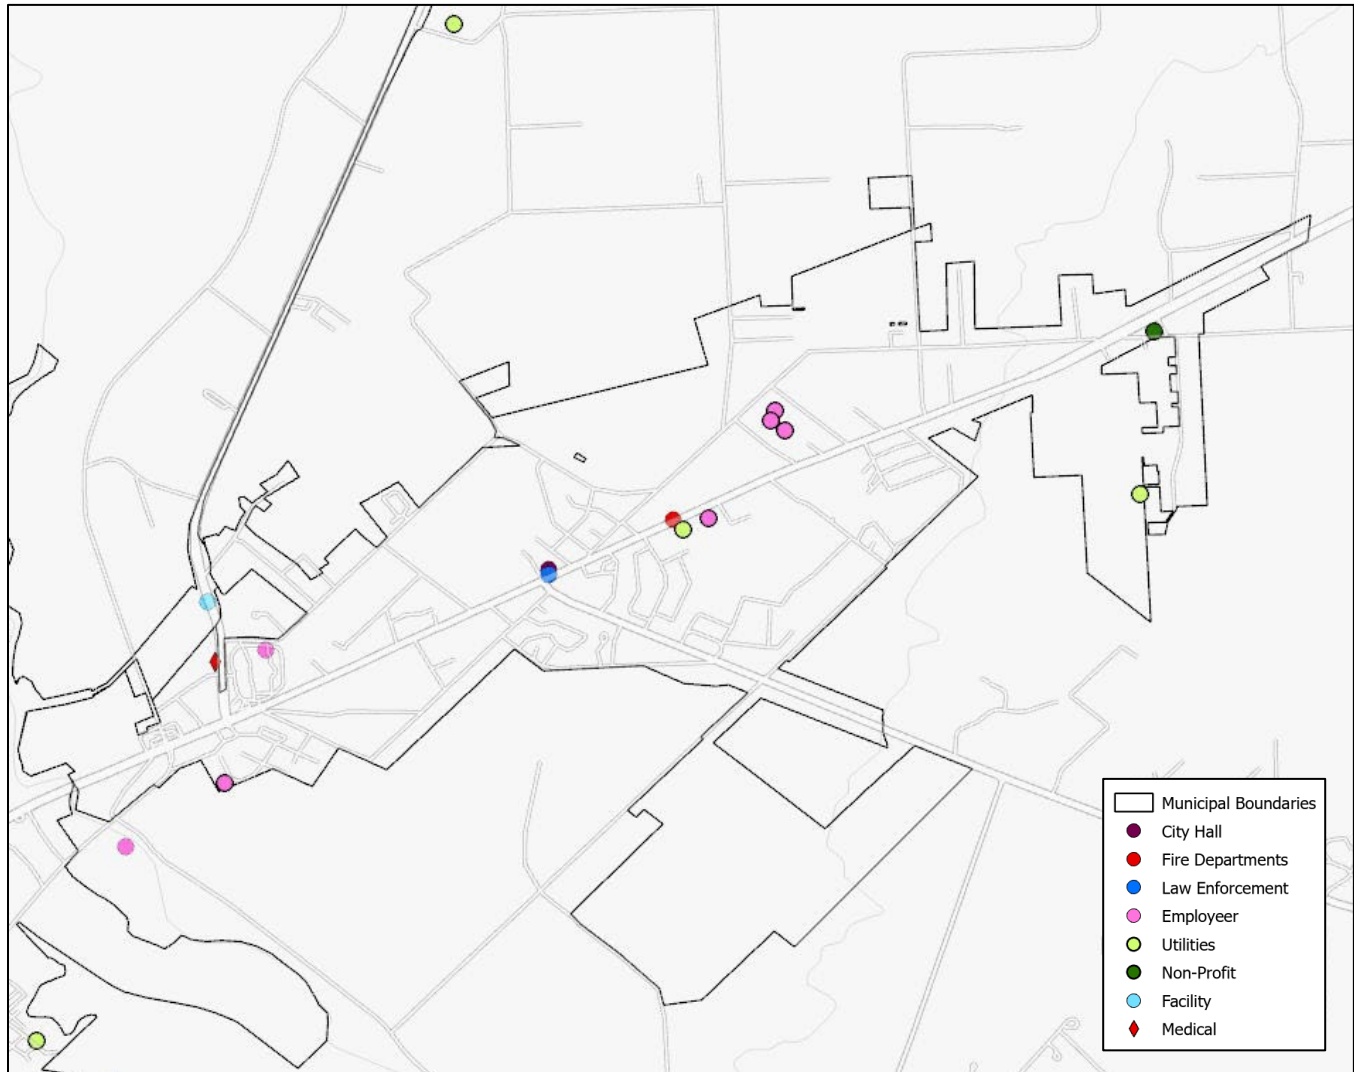 Municipal Boundaries
City Hall
Fire Departments
Law Enforcement
Employeer
Utilities
Non-Profit
Facility
Medical